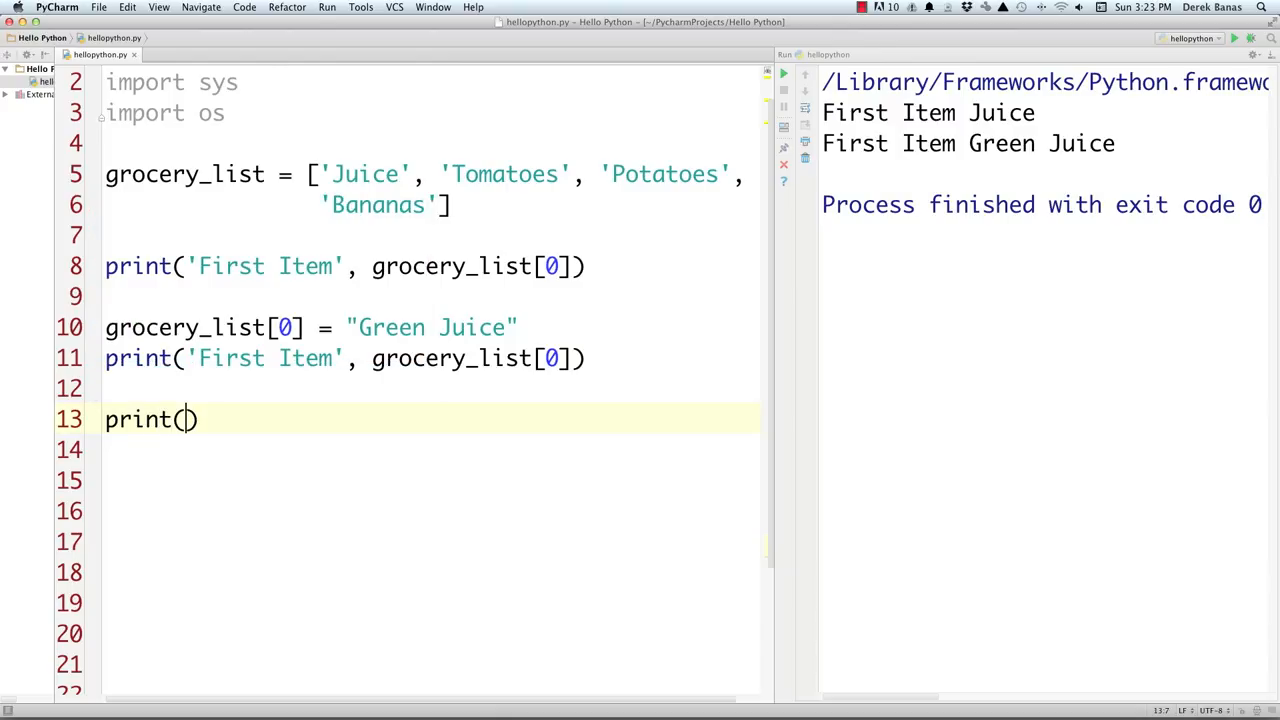 PyCharm File Edit View Navigate Code Refactor Run Tools VCS Window Help 10 Sun 3:23 PM Derek Banas
hellopython.py – Hello Python – [~/PycharmProjects/Hello Python]
Hello Python hellopython.py hellopython
hellopython.py Run hellopython
Hello P
hell
Externa
2 import sys
3 import os
4
5 grocery_list = ['Juice', 'Tomatoes', 'Potatoes',
6 'Bananas']
7
8 print('First Item', grocery_list[0])
9
10 grocery_list[0] = "Green Juice"
11 print('First Item', grocery_list[0])
12
13 print()
14
15
16
17
18
19
20
21
22
/Library/Frameworks/Python.framewo
First Item Juice
First Item Green Juice
Process finished with exit code 0
13:7 LF UTF-8